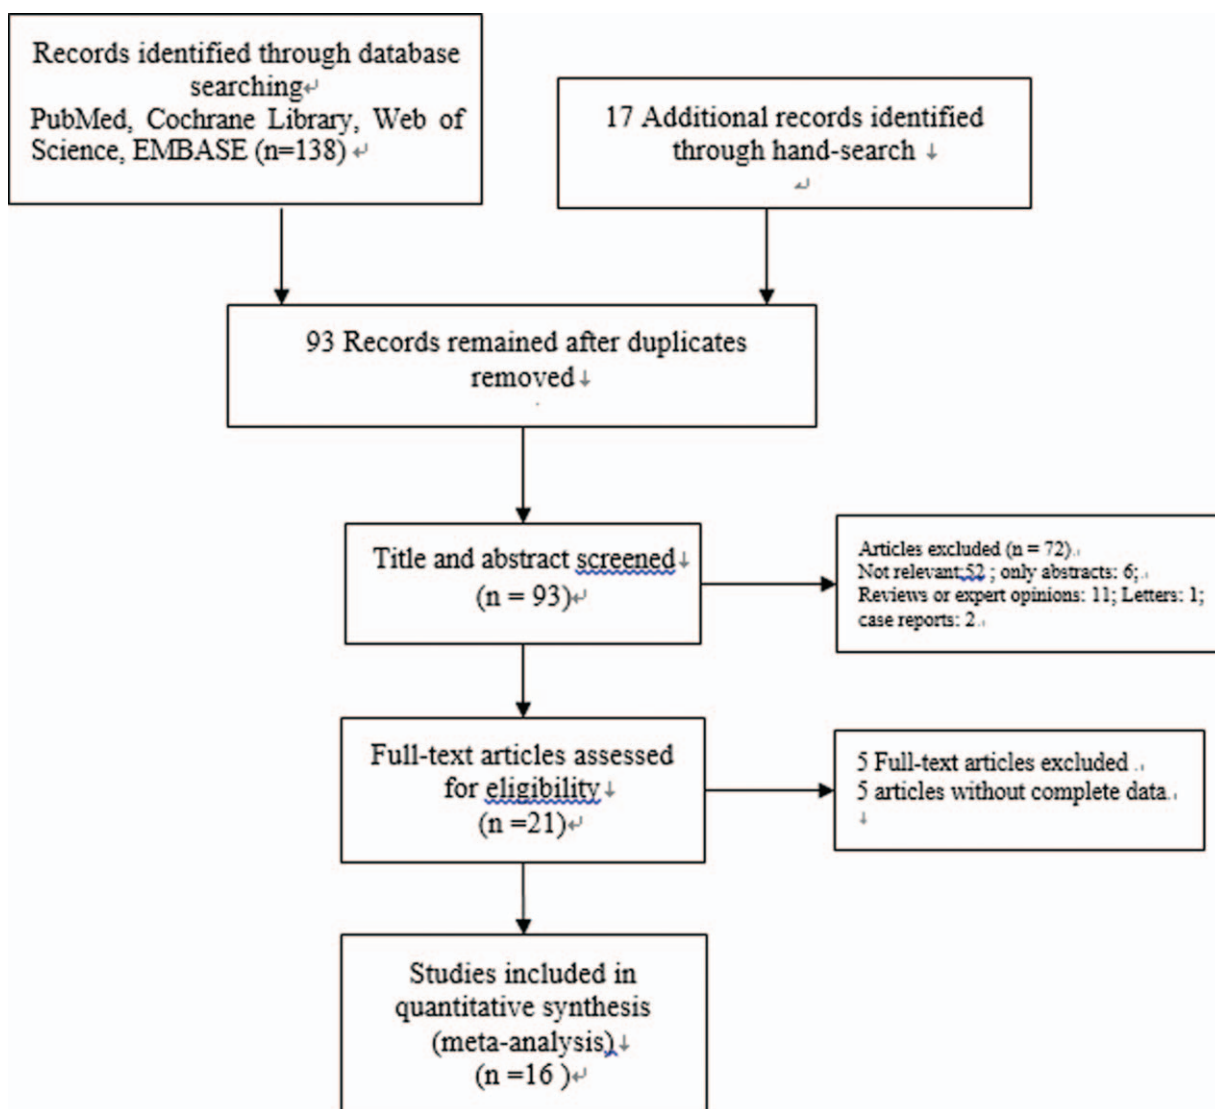 Records identified through database
searching↵
PubMed, Cochrane Library, Web of
Science, EMBASE (n=138) ↵
17 Additional records identified
through hand-search ↓
↵
93 Records remained after duplicates
removed↓
Title and abstract screened↓
(n = 93)↵
Articles excluded (n = 72).
Not relevant:52 ; only abstracts: 6;
Reviews or expert opinions: 11; Letters: 1;
case reports: 2
Full-text articles assessed
for eligibility↓
(n =21)↵
5 Full-text articles excluded
5 articles without complete data.
↓
Studies included in
quantitative synthesis
(meta-analysis)↓
(n =16 )↵